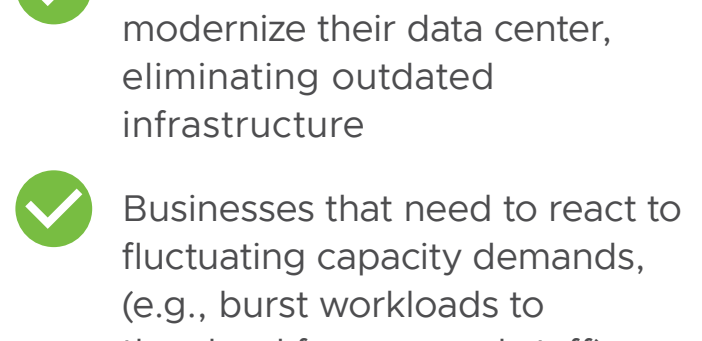 modernize their data center,
eliminating outdated
infrastructure
Businesses that need to react to
fluctuating capacity demands,
(e.g., burst workloads to